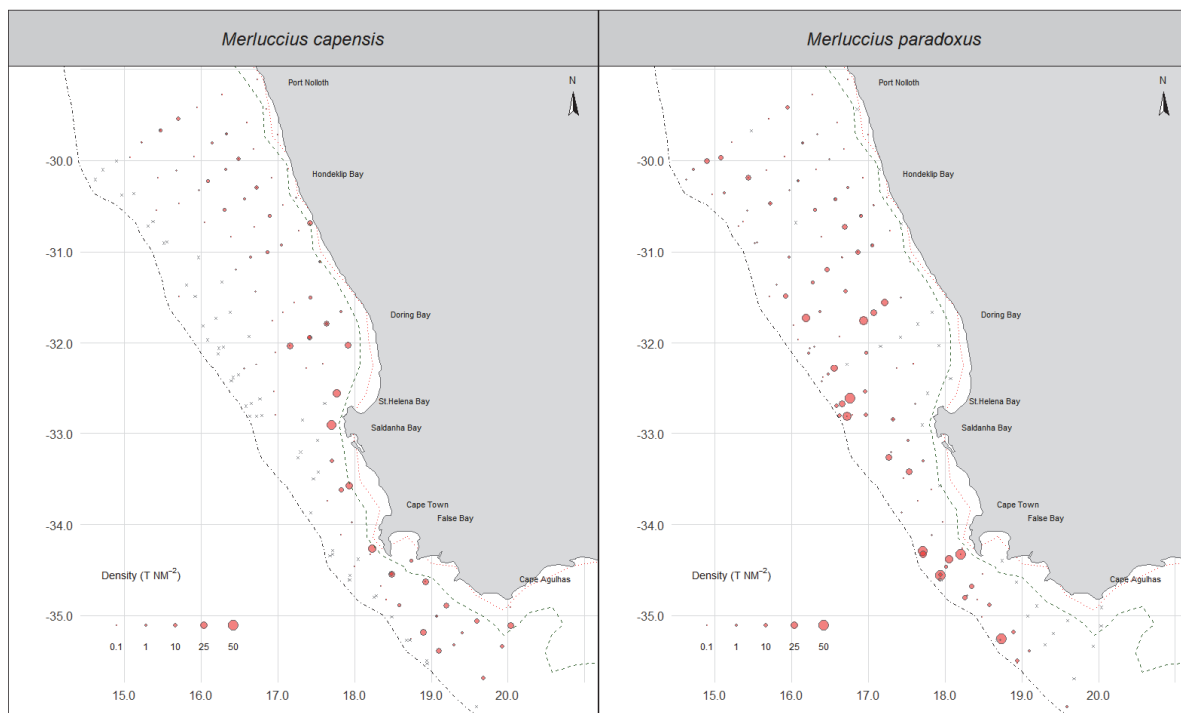 Merluccius capensis
Merluccius paradoxus
Port Nolloth
N
-30.0
Hondeklip Bay
-31.0
Doring Bay
-32.0
St.Helena Bay
-33.0
Saldanha Bay
Cape Town
-34.0
False Bay
Density (T NM⁻²)
Cape Agulhas
-35.0
0.1 1 10 25 50
15.0 16.0 17.0 18.0 19.0 20.0
Port Nolloth
N
-30.0
Hondeklip Bay
-31.0
Doring Bay
-32.0
St.Helena Bay
-33.0
Saldanha Bay
Cape Town
-34.0
False Bay
Density (T NM⁻²)
Cape Agulhas
-35.0
0.1 1 10 25 50
15.0 16.0 17.0 18.0 19.0 20.0